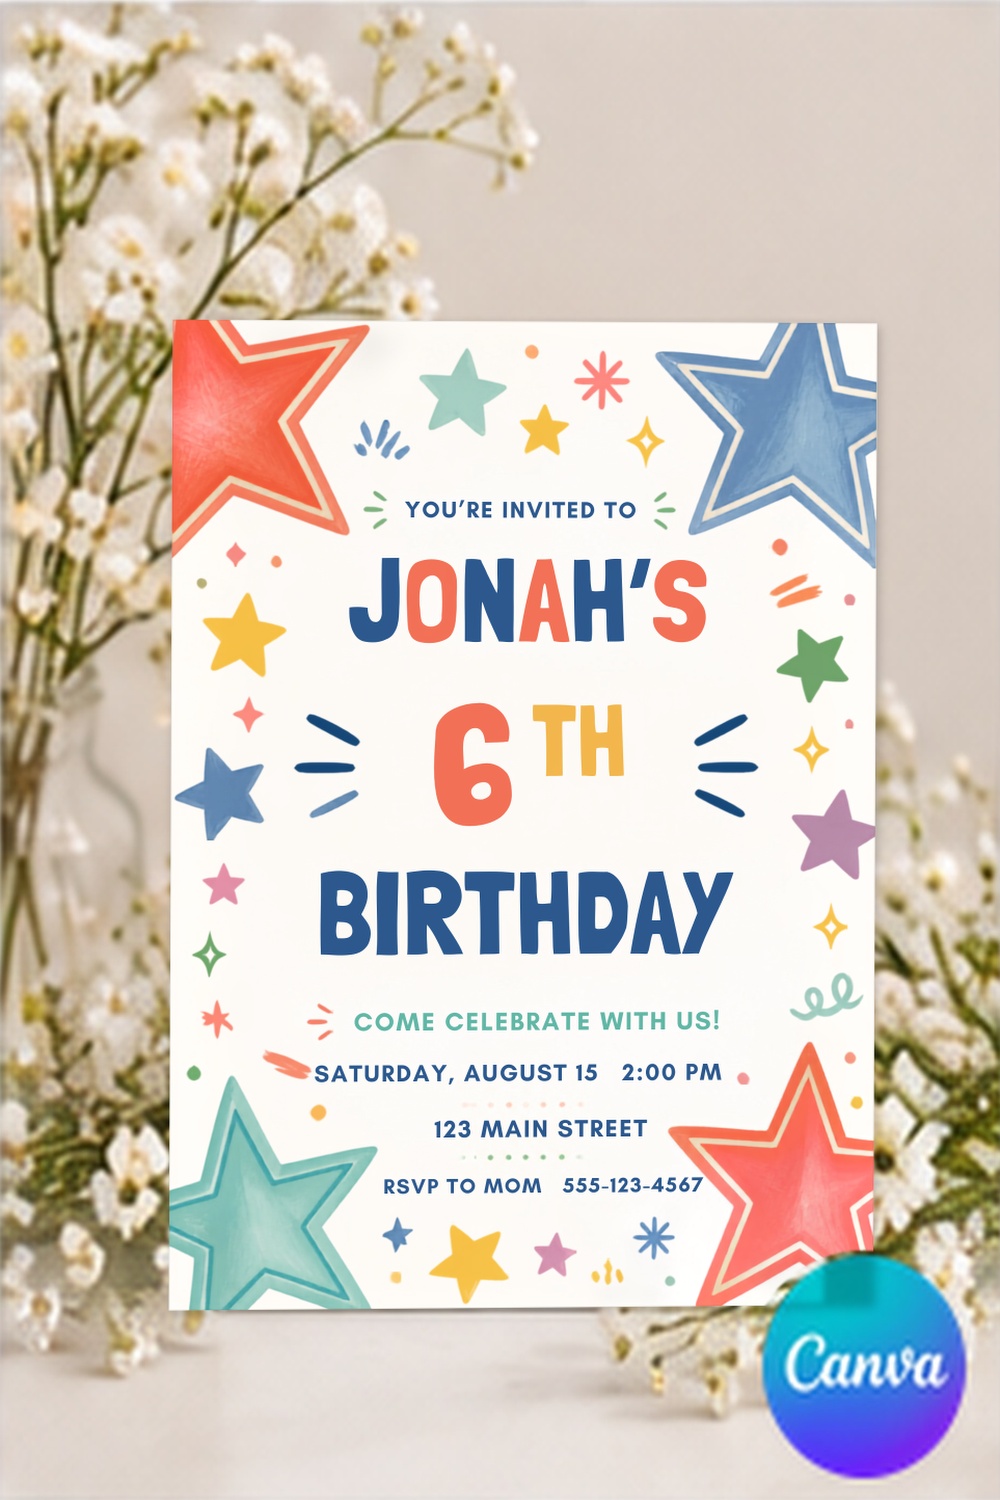 YOU'RE INVITED TO
JONAH'S
6TH
BIRTHDAY
COME CELEBRATE WITH US!
SATURDAY, AUGUST 15 2:00 PM
123 MAIN STREET
RSVP TO MOM 555-123-4567
Canva